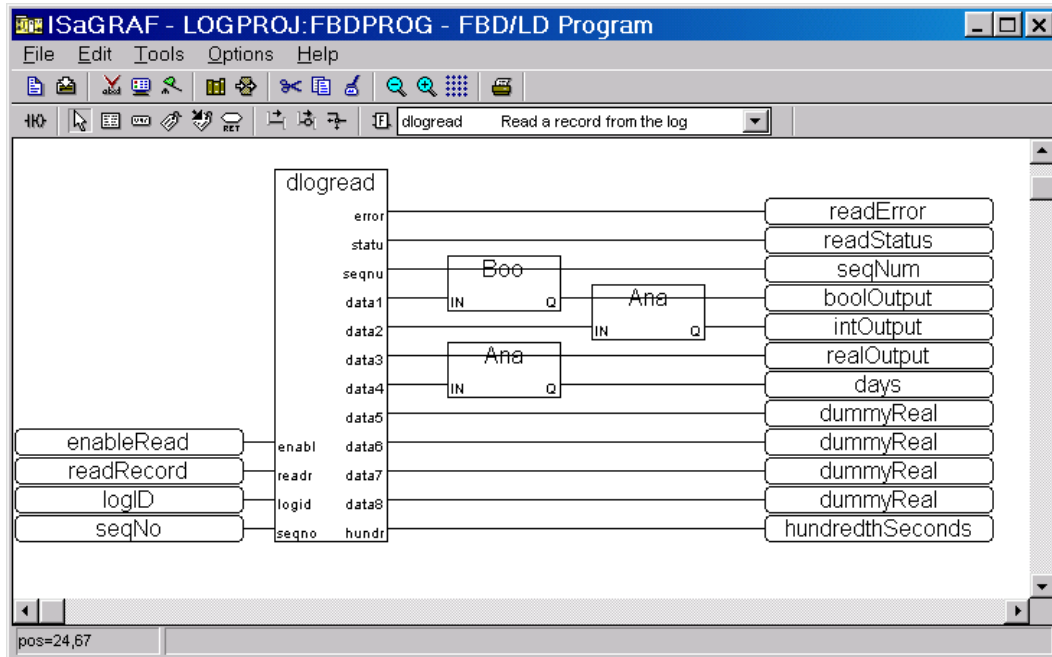 ISaGRAF - LOGPROJ:FBDPROG - FBD/LD Program
File Edit Tools Options Help
RET
dlogread Read a record from the log
dlogread
error readError
statu readStatus
Boo
seqnu seqNum
Ana
data1 IN Q boolOutput
data2 IN Q intOutput
Ana
data3 realOutput
data4 IN Q days
data5 dummyReal
enableRead enabl data6 dummyReal
readRecord readr data7 dummyReal
logID logid data8 dummyReal
seqNo seqno hundr hundredthSeconds
pos=24,67